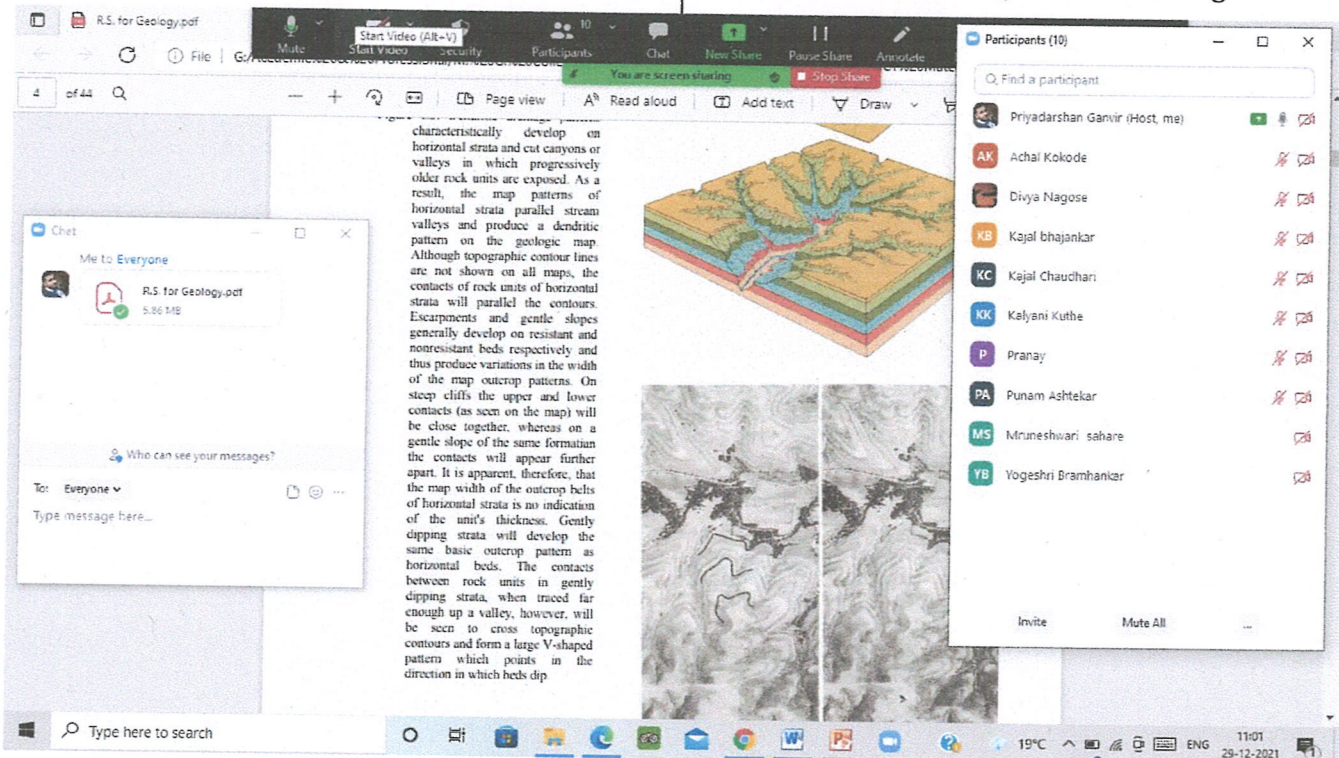 R.S. for Geology.pdf
Mute
Start Video (Alt+V)
Start Video
Security
Participants
10
Chat
New Share
Pause Share
Annotate
File
You are screen sharing
Stop Share
4 of 44
Page view
Read aloud
Add text
Draw
characteristically develop on
horizontal strata and cut canyons or
valleys in which progressively
older rock units are exposed. As a
result, the map patterns of
horizontal strata parallel stream
valleys and produce a dendritic
pattern on the geologic map.
Although topographic contour lines
are not shown on all maps, the
contacts of rock units of horizontal
strata will parallel the contours.
Escarpments and gentle slopes
generally develop on resistant and
nonresistant beds respectively and
thus produce variations in the width
of the map outcrop patterns. On
steep cliffs the upper and lower
contacts (as seen on the map) will
be close together, whereas on a
gentle slope of the same formation
the contacts will appear further
apart. It is apparent, therefore, that
the map width of the outcrop belts
of horizontal strata is no indication
of the unit's thickness. Gently
dipping strata will develop the
same basic outcrop pattern as
horizontal beds. The contacts
between rock units in gently
dipping strata, when traced far
enough up a valley, however, will
be seen to cross topographic
contours and form a large V-shaped
pattern which points in the
direction in which beds dip
Chat
Me to Everyone
R.S. for Geology.pdf
5.86 MB
Who can see your messages?
To: Everyone
Type message here...
Participants (10)
Find a participant
Priyadarshan Ganvir (Host, me)
AK Achal Kokode
Divya Nagose
KB Kajal bhajankar
KC Kajal Chaudhari
KK Kalyani Kuthe
P Pranay
PA Punam Ashtekar
MS Mruneshwari sahare
YB Yogeshri Bramhankar
Invite
Mute All
...
Type here to search
19°C
ENG
11:01
29-12-2021